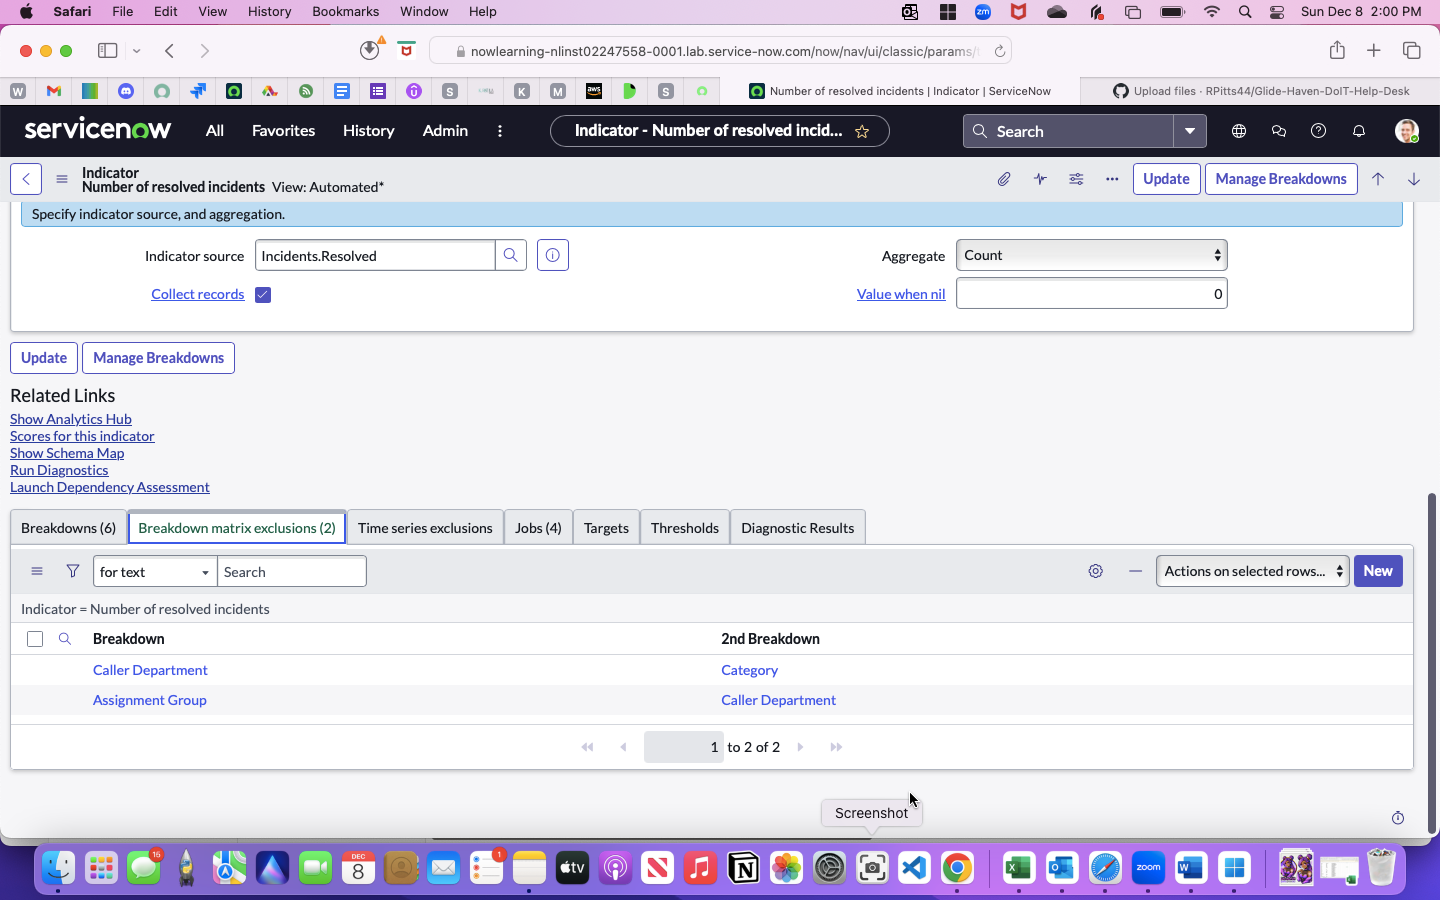 Safari File Edit View History Bookmarks Window Help zm Sun Dec 8 2:00 PM
nowlearning-nlinst02247558-0001.lab.service-now.com/now/nav/ui/classic/params/
W S K M aws S Number of resolved incidents | Indicator | ServiceNow Upload files · RPitts44/Glide-Haven-DoIT-Help-Desk
servicenow All Favorites History Admin Indicator - Number of resolved incid... Search
Indicator
Number of resolved incidents View: Automated*
Update Manage Breakdowns
Specify indicator source, and aggregation.
Indicator source Incidents.Resolved Aggregate Count
Collect records Value when nil 0
Update Manage Breakdowns
Related Links
Show Analytics Hub
Scores for this indicator
Show Schema Map
Run Diagnostics
Launch Dependency Assessment
Breakdowns (6) Breakdown matrix exclusions (2) Time series exclusions Jobs (4) Targets Thresholds Diagnostic Results
for text Search Actions on selected rows... New
Indicator = Number of resolved incidents
Breakdown 2nd Breakdown
Caller Department Category
Assignment Group Caller Department
1 to 2 of 2
Screenshot
15 DEC 8 1 tv N zoom W